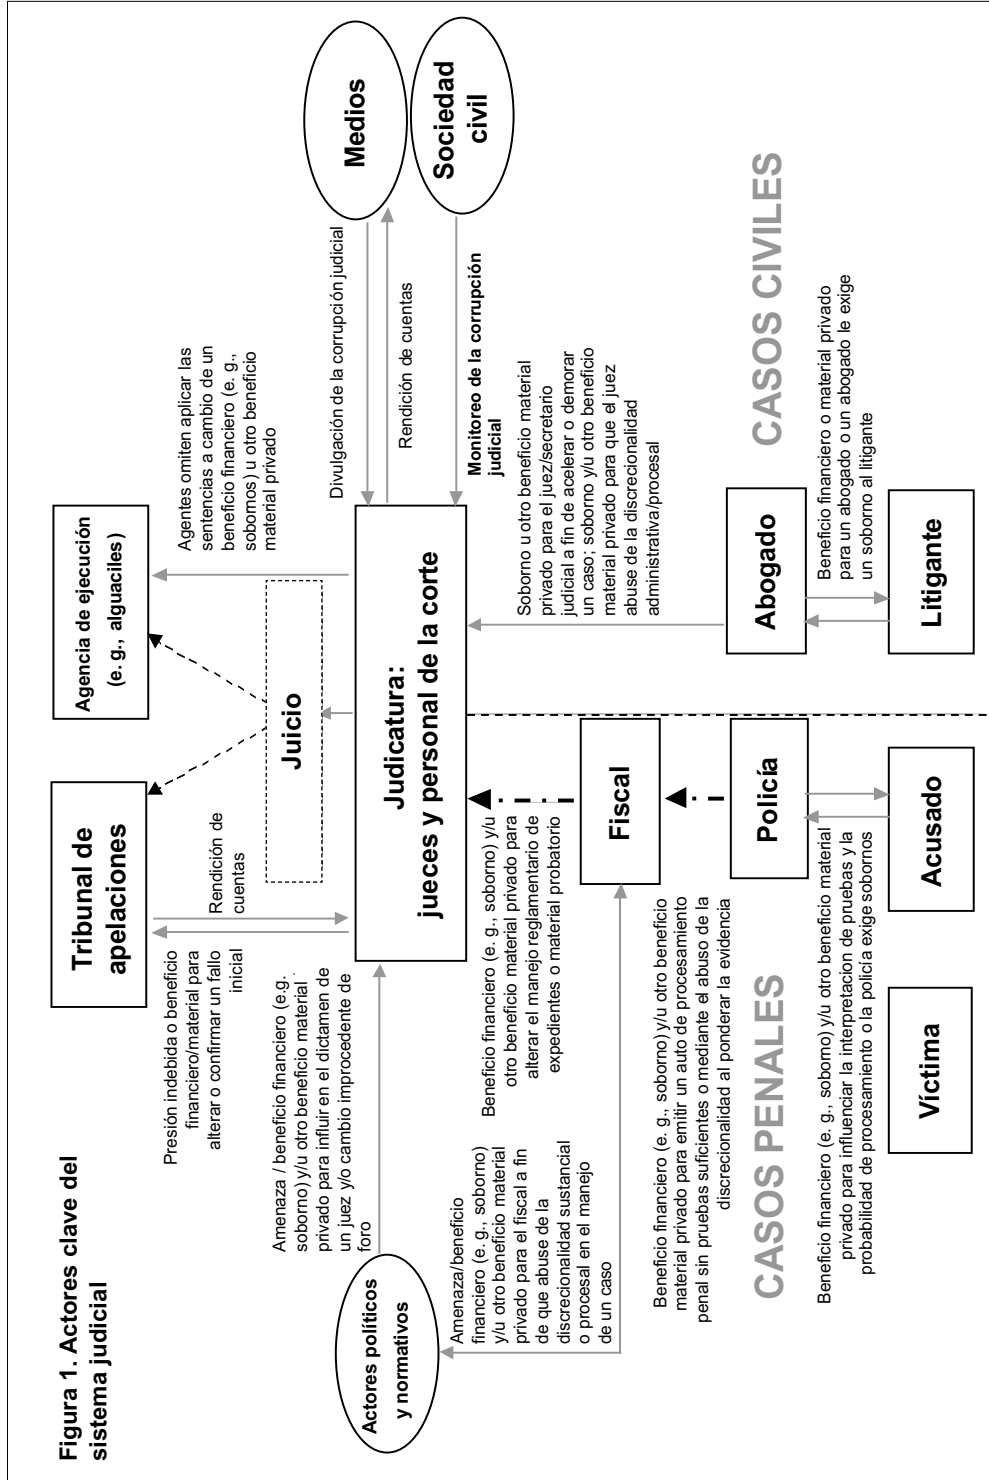 Figura 1. Actores clave del
sistema judicial
Tribunal de
apelaciones
Agencia de ejecución
(e. g., alguaciles)
Presión indebida o beneficio
financiero/material para
alterar o confirmar un fallo
inicial
Rendición de
cuentas
Juicio
Agentes omiten aplicar las
sentencias a cambio de un
beneficio financiero (e. g.,
sobornos) u otro beneficio
material privado
Amenaza / beneficio financiero (e.g.
soborno) y/u otro beneficio material
privado para influir en el dictamen de
un juez y/o cambio improcedente de
foro
Actores políticos
y normativos
Judicatura:
jueces y personal de la corte
Divulgación de la corrupción judicial
Rendición de cuentas
Medios
Sociedad
civil
Monitoreo de la corrupción
judicial
Amenaza/beneficio
financiero (e. g., soborno)
y/u otro beneficio material
privado para el fiscal a fin
de que abuse de la
discrecionalidad sustancial
o procesal en el manejo
de un caso
Beneficio financiero (e. g., soborno) y/u
otro beneficio material privado para
alterar el manejo reglamentario de
expedientes o material probatorio
Fiscal
Soborno u otro beneficio material
privado para el juez/secretario
judicial a fin de acelerar o demorar
un caso; soborno y/u otro beneficio
material privado para que el juez
abuse de la discrecionalidad
administrativa/procesal
Beneficio financiero (e. g., soborno) y/u otro beneficio
material privado para emitir un auto de procesamiento
penal sin pruebas suficientes o mediante el abuso de la
discrecionalidad al ponderar la evidencia
Policía
Abogado
CASOS PENALES
CASOS CIVILES
Beneficio financiero (e. g., soborno) y/u otro beneficio material
privado para influenciar la interpretacion de pruebas y la
probabilidad de procesamiento o la policía exige sobornos
Beneficio financiero o material privado
para un abogado o un abogado le exige
un soborno al litigante
Víctima
Acusado
Litigante